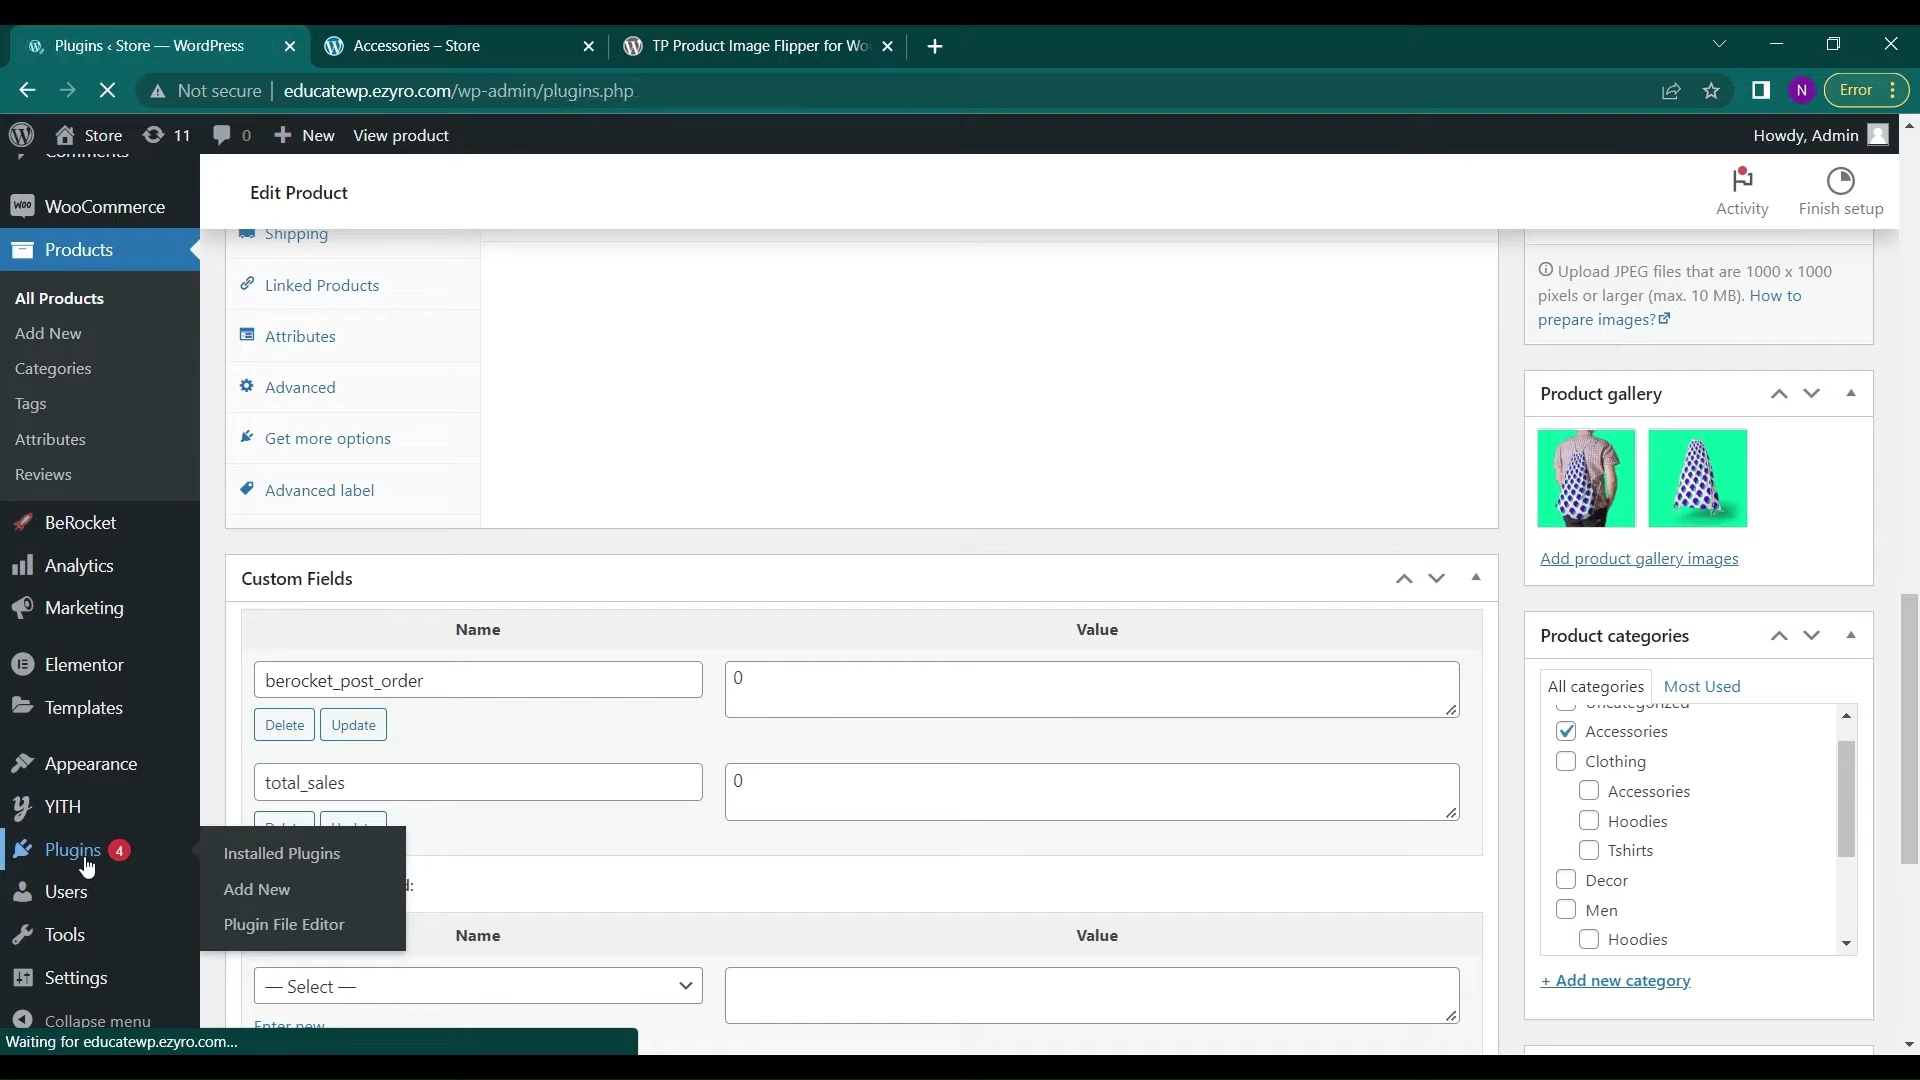 Plugins ‹ Store — WordPress
Accessories – Store
TP Product Image Flipper for Wo
Not secure
educatewp.ezyro.com/wp-admin/plugins.php
N
Error
Store
11
0
New
View product
Howdy, Admin
Comments
WooCommerce
Products
All Products
Add New
Categories
Tags
Attributes
Reviews
BeRocket
Analytics
Marketing
Elementor
Templates
Appearance
YITH
Plugins 4
Users
Tools
Settings
Collapse menu
Installed Plugins
Add New
Plugin File Editor
Edit Product
Activity
Finish setup
Shipping
Linked Products
Attributes
Advanced
Get more options
Advanced label
Custom Fields
Name
Value
berocket_post_order
0
Delete
Update
total_sales
0
Name
Value
— Select —
Enter new
Upload JPEG files that are 1000 x 1000
pixels or larger (max. 10 MB). How to
prepare images?
Product gallery
Add product gallery images
Product categories
All categories
Most Used
Uncategorized
Accessories
Clothing
Accessories
Hoodies
Tshirts
Decor
Men
Hoodies
+ Add new category
Waiting for educatewp.ezyro.com...